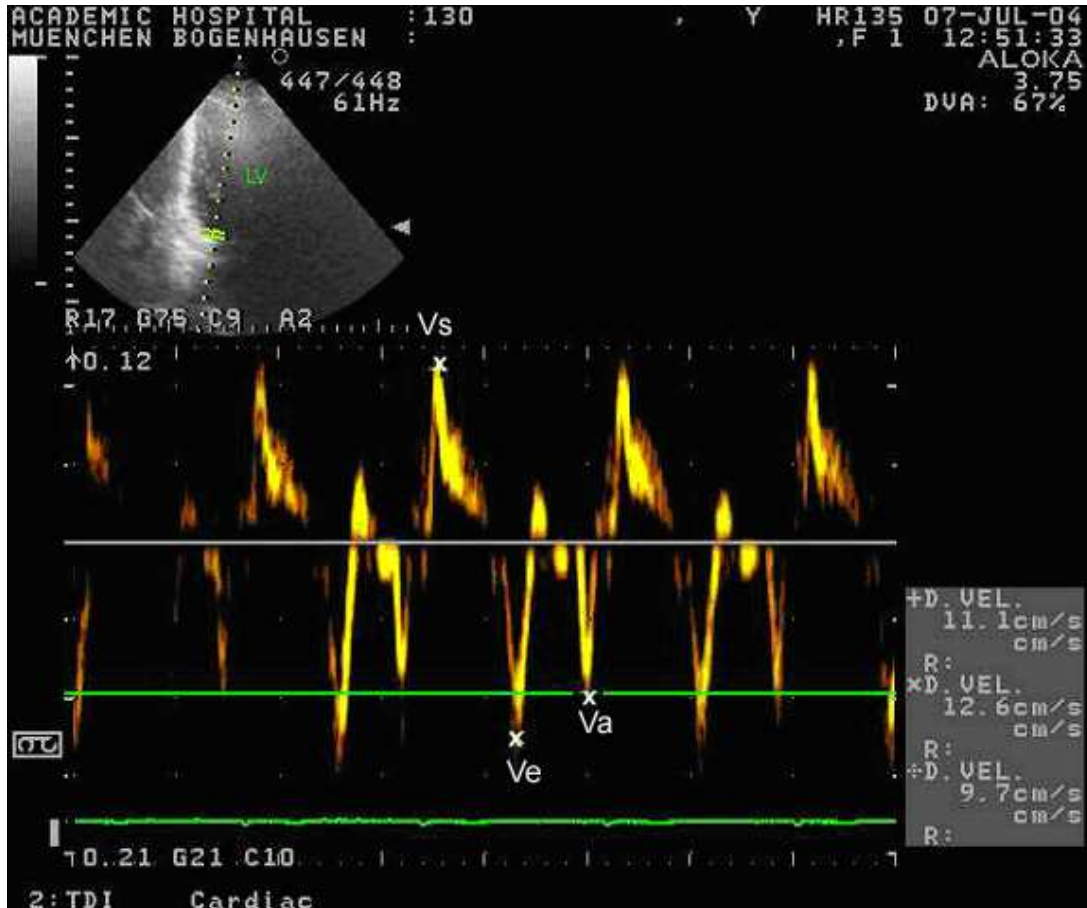 ACADEMIC HOSPITAL :130 , Y HR135 07-JUL-04
MUENCHEN BOGENHAUSEN : ,F 1 12:51:33
ALOKA
3.75
DVA: 67%
447/448
61Hz
LV
R17 G75 C9 A2
Vs
0.12
x
+D.VEL.
11.1cm/s
cm/s
R:
×D.VEL.
12.6cm/s
cm/s
R:
÷D.VEL.
9.7cm/s
cm/s
R:
x
Va
x
Ve
0.21 G21 C10
2:TDI Cardiac